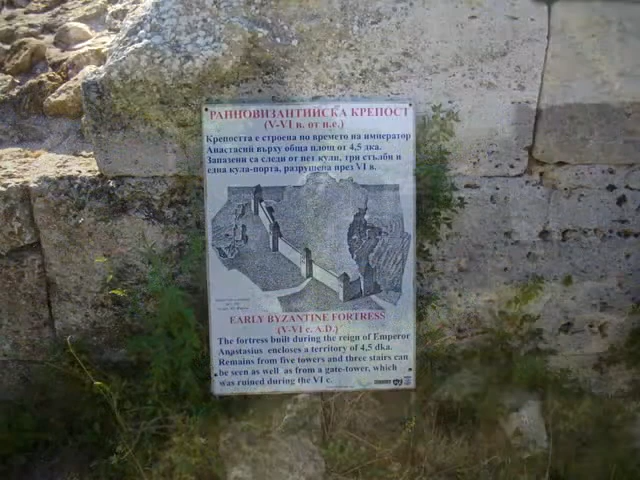 РАННОВИЗАНТИЙСКА КРЕПОСТ
(V-VI в. от н.е.)
Крепостта е строена по времето на император
Анастасий върху обща площ от 4,5 дка.
Запазени са следи от пет кули, три стълби и
една кула-порта, разрушена през VI в.
EARLY BYZANTINE FORTRESS
(V-VI c. A.D.)
The fortress built during the reign of Emperor
Anastasius encloses a territory of 4,5 dka.
Remains from five towers and three stairs can
be seen as well as from a gate-tower, which
was ruined during the VI c.